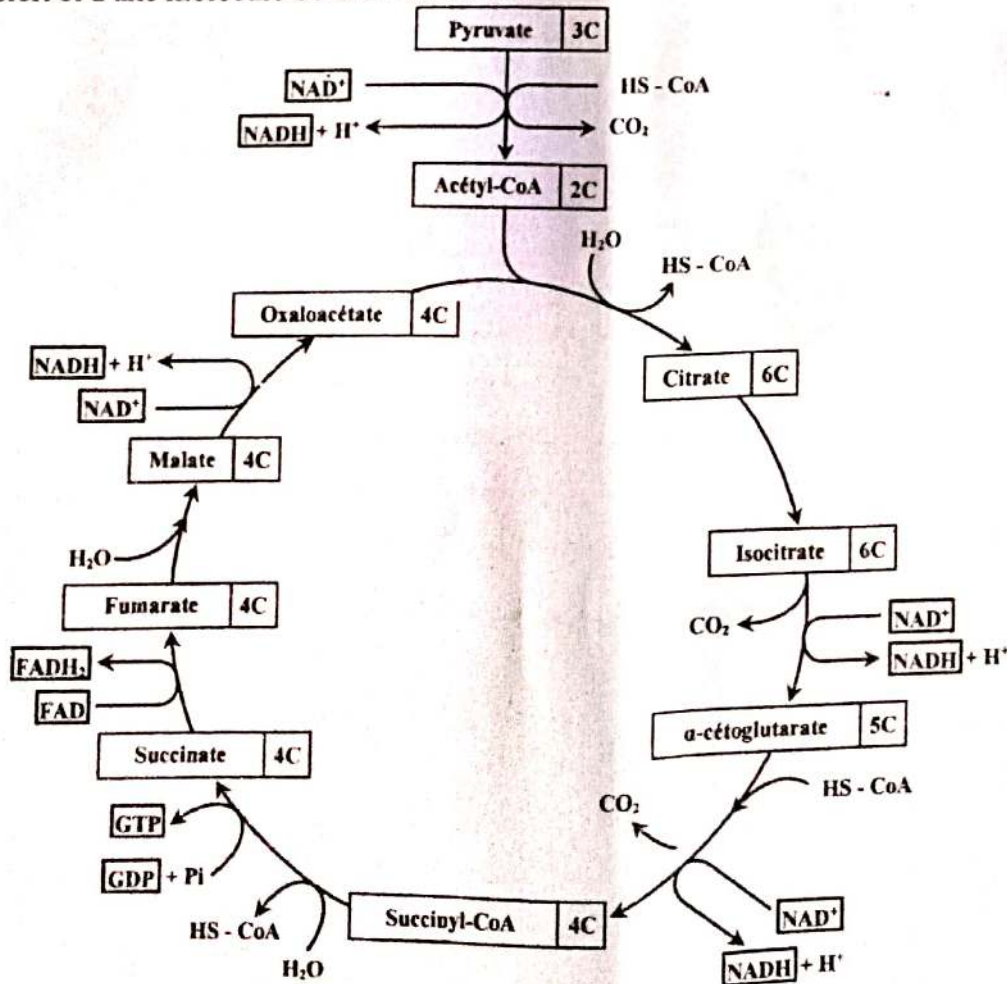 Pyruvate 3C
NAD⁺ HS - CoA
NADH + H⁺ CO₂
Acétyl-CoA 2C
H₂O
HS - CoA
Oxaloacétate 4C
NADH + H⁺
Citrate 6C
NAD⁺
Malate 4C
H₂O
Isocitrate 6C
Fumarate 4C
CO₂ NAD⁺
NADH + H⁺
FADH₂
FAD
α-cétoglutarate 5C
Succinate 4C
HS - CoA
CO₂
GTP
GDP + Pi
Succinyl-CoA 4C
NAD⁺
HS - CoA
H₂O
NADH + H⁺